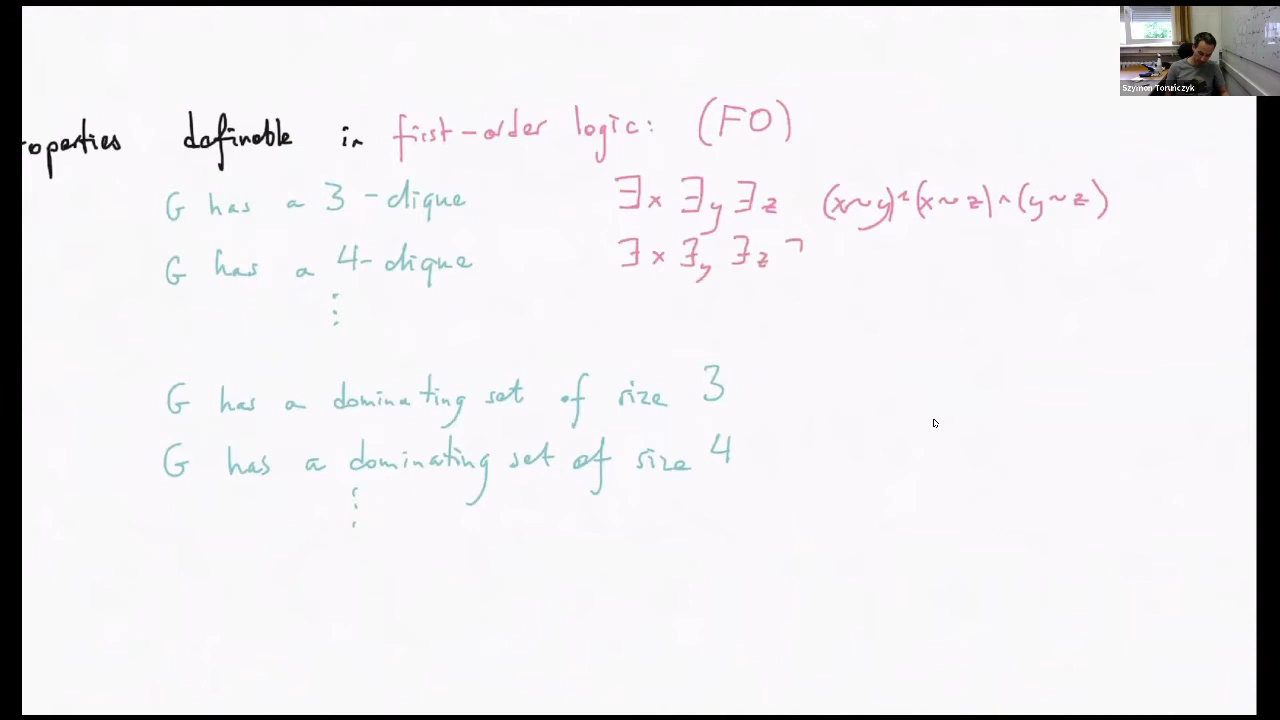 Szymon Toruńczyk
roperties definable in first-order logic: (FO)
G has a 3-clique ∃x ∃y ∃z (x~y)∧(x~z)∧(y~z)
G has a 4-clique ∃x ∃y ∃z
⋮
G has a dominating set of size 3
G has a dominating set of size 4
⋮